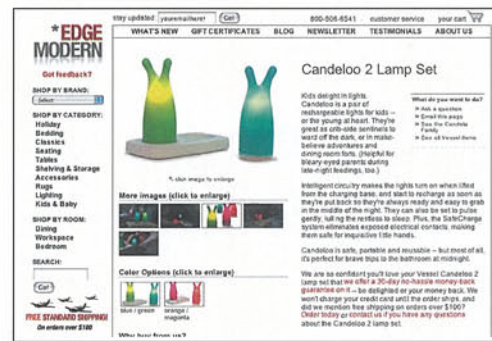 stay updated youremailhere! Go! 800-506-6541 · customer service your cart
*EDGE
MODERN
WHAT'S NEW GIFT CERTIFICATES BLOG NEWSLETTER TESTIMONIALS ABOUT US
Got feedback?
SHOP BY BRAND:
-Select-
SHOP BY CATEGORY:
Holiday
Bedding
Classics
Seating
Tables
Shelving & Storage
Accessories
Rugs
Lighting
Kids & Baby
SHOP BY ROOM:
Dining
Workspace
Bedroom
SEARCH:
Go!
FREE STANDARD SHIPPING!
On orders over $100
click image to enlarge
More images (click to enlarge)
Color Options (click to enlarge)
blue / green
orange /
magenta
Why buy from us?
Candeloo 2 Lamp Set
Kids delight in lights.
Candeloo is a pair of
rechargeable lights for kids --
or the young at heart. They're
great as crib-side sentinels to
ward off the dark, or in make-
believe adventures and
dining room forts. (Helpful for
bleary-eyed parents during
late-night feedings, too.)
What do you want to do?
» Ask a question
» Email this page
» See the Candela
Family
» See all Vessel items
Intelligent circuitry makes the lights turn on when lifted
from the charging base, and start to recharge as soon as
they're put back so they're always ready and easy to grab
in the middle of the night. They can also be set to pulse
gently, lulling the restless to sleep. Plus, the SafeCharge
system eliminates exposed electrical contacts, making
them safe for inquisitive little hands.
Candeloo is safe, portable and reusable -- but most of all,
it's perfect for brave trips to the bathroom at midnight.
We are so confident you'll love your Vessel Candeloo 2
lamp set that we offer a 30-day no-hassle money-back
guarantee on it -- be delighted or your money back. We
won't charge your credit card until the order ships, and
did we mention free shipping on orders over $100?
Order today or contact us if you have any questions
about the Candeloo 2 lamp set.